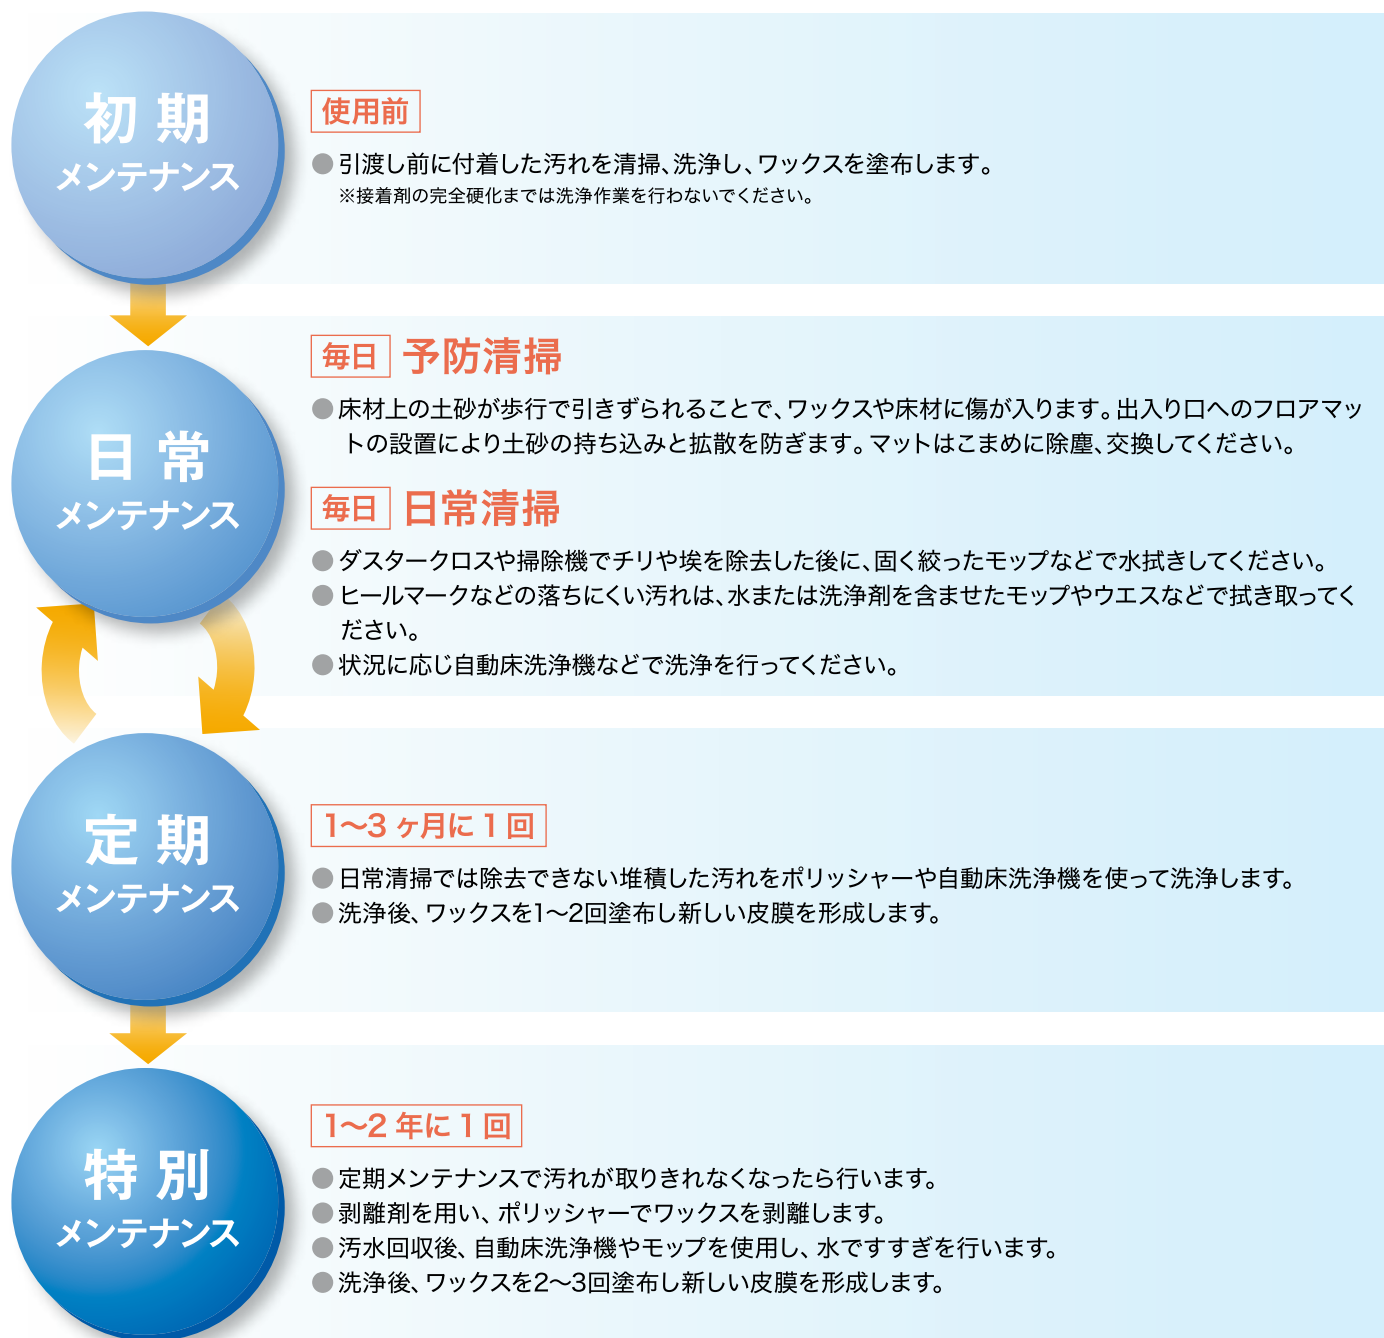 初期
メンテナンス
使用前
●引渡し前に付着した汚れを清掃、洗浄し、ワックスを塗布します。
※接着剤の完全硬化までは洗浄作業を行わないでください。
日常
メンテナンス
毎日 予防清掃
●床材上の土砂が歩行で引きずられることで、ワックスや床材に傷が入ります。出入り口へのフロアマッ
トの設置により土砂の持ち込みと拡散を防ぎます。マットはこまめに除塵、交換してください。
毎日 日常清掃
●ダスタークロスや掃除機でチリや埃を除去した後に、固く絞ったモップなどで水拭きしてください。
●ヒールマークなどの落ちにくい汚れは、水または洗浄剤を含ませたモップやウエスなどで拭き取ってく
ださい。
●状況に応じ自動床洗浄機などで洗浄を行ってください。
定期
メンテナンス
1〜3ヶ月に1回
●日常清掃では除去できない堆積した汚れをポリッシャーや自動床洗浄機を使って洗浄します。
●洗浄後、ワックスを1〜2回塗布し新しい皮膜を形成します。
特別
メンテナンス
1〜2年に1回
●定期メンテナンスで汚れが取りきれなくなったら行います。
●剥離剤を用い、ポリッシャーでワックスを剥離します。
●汚水回収後、自動床洗浄機やモップを使用し、水ですすぎを行います。
●洗浄後、ワックスを2〜3回塗布し新しい皮膜を形成します。